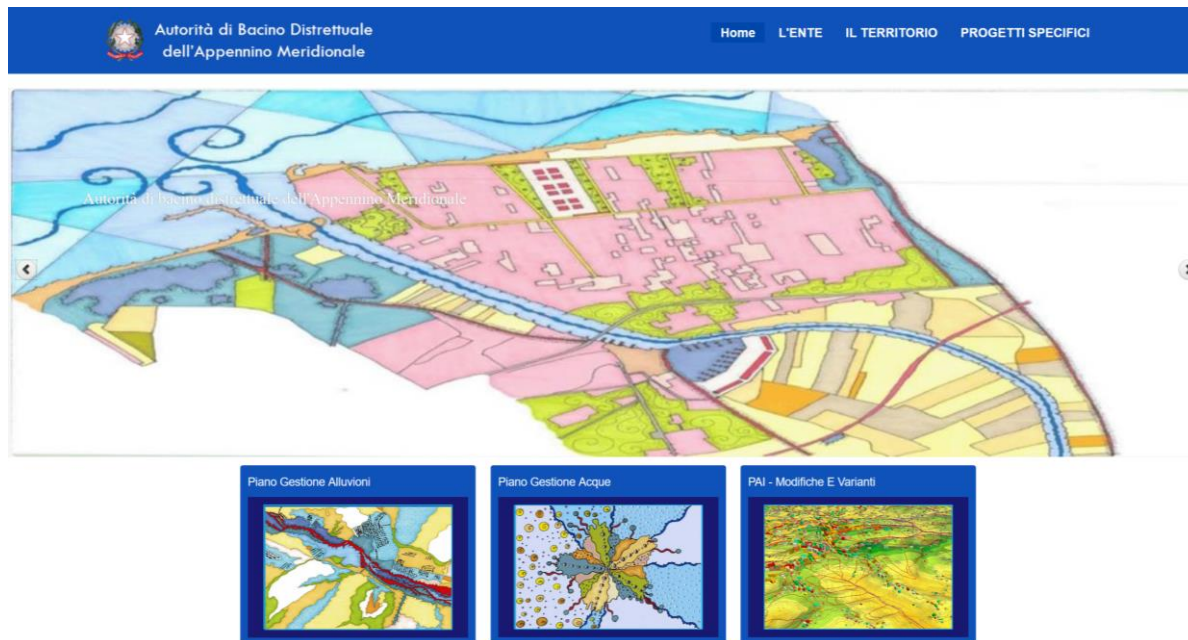 Autorità di Bacino Distrettuale
dell'Appennino Meridionale
Home L'ENTE IL TERRITORIO PROGETTI SPECIFICI
Autorità di bacino distrettuale dell'Appennino Meridionale
Piano Gestione Alluvioni
Piano Gestione Acque
PAI - Modifiche E Varianti